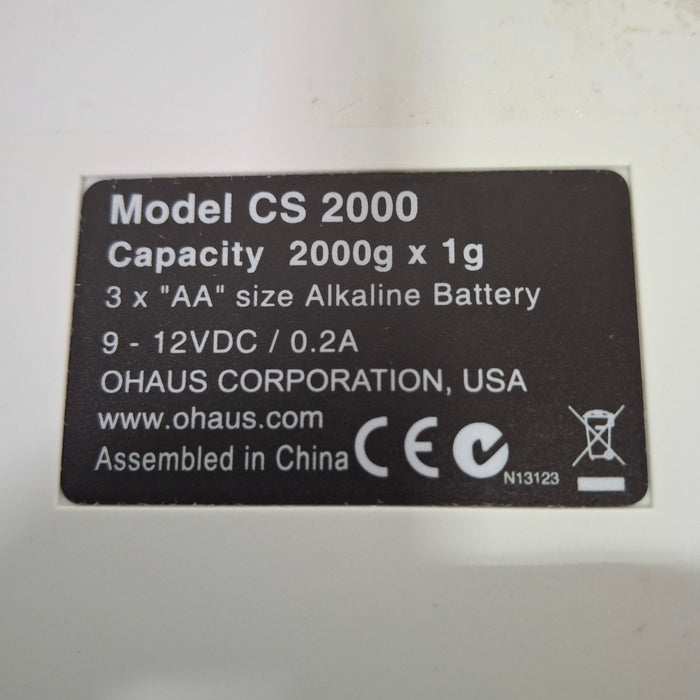 Model CS 2000
Capacity 2000g x 1g
3 x "AA" size Alkaline Battery
9 - 12VDC / 0.2A
OHAUS CORPORATION, USA
www.ohaus.com
Assembled in China CE N13123